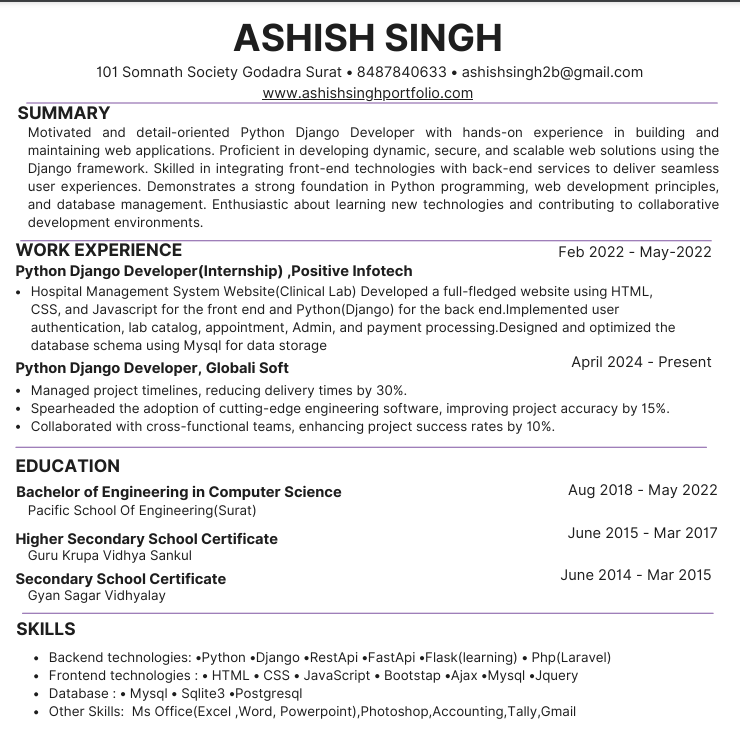 ASHISH SINGH
101 Somnath Society Godadra Surat • 8487840633 • ashishsingh2b@gmail.com
www.ashishsinghportfolio.com
SUMMARY
Motivated and detail-oriented Python Django Developer with hands-on experience in building and
maintaining web applications. Proficient in developing dynamic, secure, and scalable web solutions using the
Django framework. Skilled in integrating front-end technologies with back-end services to deliver seamless
user experiences. Demonstrates a strong foundation in Python programming, web development principles,
and database management. Enthusiastic about learning new technologies and contributing to collaborative
development environments.
WORK EXPERIENCE
Feb 2022 - May-2022
Python Django Developer(Internship) ,Positive Infotech
• Hospital Management System Website(Clinical Lab) Developed a full-fledged website using HTML,
CSS, and Javascript for the front end and Python(Django) for the back end.Implemented user
authentication, lab catalog, appointment, Admin, and payment processing.Designed and optimized the
database schema using Mysql for data storage
Python Django Developer, Globali Soft
April 2024 - Present
• Managed project timelines, reducing delivery times by 30%.
• Spearheaded the adoption of cutting-edge engineering software, improving project accuracy by 15%.
• Collaborated with cross-functional teams, enhancing project success rates by 10%.
EDUCATION
Bachelor of Engineering in Computer Science
Aug 2018 - May 2022
Pacific School Of Engineering(Surat)
Higher Secondary School Certificate
June 2015 - Mar 2017
Guru Krupa Vidhya Sankul
Secondary School Certificate
June 2014 - Mar 2015
Gyan Sagar Vidhyalay
SKILLS
• Backend technologies: •Python •Django •RestApi •FastApi •Flask(learning) • Php(Laravel)
• Frontend technologies : • HTML • CSS • JavaScript • Bootstap •Ajax •Mysql •Jquery
• Database : • Mysql • Sqlite3 •Postgresql
• Other Skills: Ms Office(Excel ,Word, Powerpoint),Photoshop,Accounting,Tally,Gmail